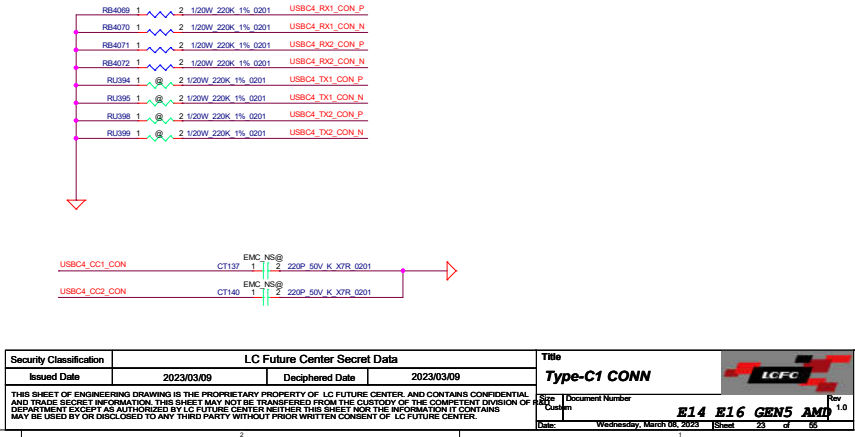 RB4069 1 2 1/20W_220K_1%_0201 USBC4_RX1_CON_P
RB4070 1 2 1/20W_220K_1%_0201 USBC4_RX1_CON_N
RB4071 1 2 1/20W_220K_1%_0201 USBC4_RX2_CON_P
RB4072 1 2 1/20W_220K_1%_0201 USBC4_RX2_CON_N
RU394 1 @ 2 1/20W_220K_1%_0201 USBC4_TX1_CON_P
RU395 1 @ 2 1/20W_220K_1%_0201 USBC4_TX1_CON_N
RU398 1 @ 2 1/20W_220K_1%_0201 USBC4_TX2_CON_P
RU399 1 @ 2 1/20W_220K_1%_0201 USBC4_TX2_CON_N
EMC_NS@
USBC4_CC1_CON CT137 1 2 220P_50V_K_X7R_0201
EMC_NS@
USBC4_CC2_CON CT140 1 2 220P_50V_K_X7R_0201
Security Classification LC Future Center Secret Data
Issued Date 2023/03/09 Deciphered Date 2023/03/09
THIS SHEET OF ENGINEERING DRAWING IS THE PROPRIETARY PROPERTY OF LC FUTURE CENTER. AND CONTAINS CONFIDENTIAL
AND TRADE SECRET INFORMATION. THIS SHEET MAY NOT BE TRANSFERED FROM THE CUSTODY OF THE COMPETENT DIVISION OF R&D
DEPARTMENT EXCEPT AS AUTHORIZED BY LC FUTURE CENTER NEITHER THIS SHEET NOR THE INFORMATION IT CONTAINS
MAY BE USED BY OR DISCLOSED TO ANY THIRD PARTY WITHOUT PRIOR WRITTEN CONSENT OF LC FUTURE CENTER.
Title
Type-C1 CONN
LCFC
Size Document Number Rev
Custom E14 E16 GEN5 AMD 1.0
Date: Wednesday, March 08, 2023 Sheet 23 of 55
2 1